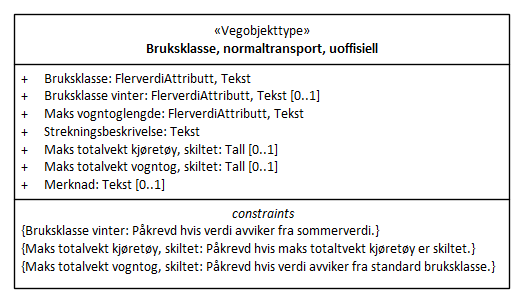 «Vegobjekttype»
Bruksklasse, normaltransport, uoffisiell
+ Bruksklasse: FlerverdiAttributt, Tekst
+ Bruksklasse vinter: FlerverdiAttributt, Tekst [0..1]
+ Maks vogntoglengde: FlerverdiAttributt, Tekst
+ Strekningsbeskrivelse: Tekst
+ Maks totalvekt kjøretøy, skiltet: Tall [0..1]
+ Maks totalvekt vogntog, skiltet: Tall [0..1]
+ Merknad: Tekst [0..1]
constraints
{Bruksklasse vinter: Påkrevd hvis verdi avviker fra sommerverdi.}
{Maks totalvekt kjøretøy, skiltet: Påkrevd hvis maks totaltvekt kjøretøy er skiltet.}
{Maks totalvekt vogntog, skiltet: Påkrevd hvis verdi avviker fra standard bruksklasse.}